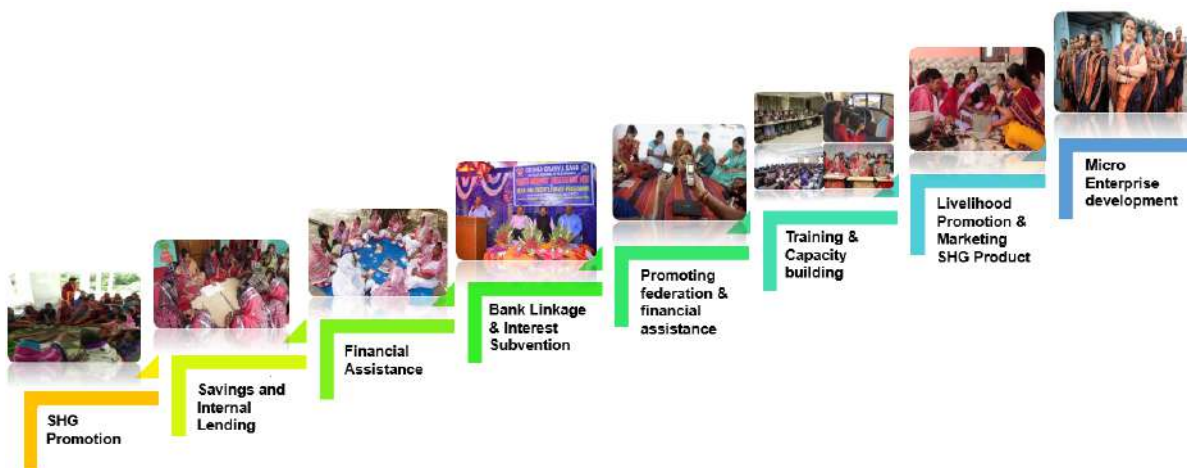 SHG
Promotion
Savings and
Internal
Lending
Financial
Assistance
Bank Linkage
& Interest
Subvention
Promoting
federation &
financial
assistance
Training &
Capacity
building
Livelihood
Promotion &
Marketing
SHG Product
Micro
Enterprise
development